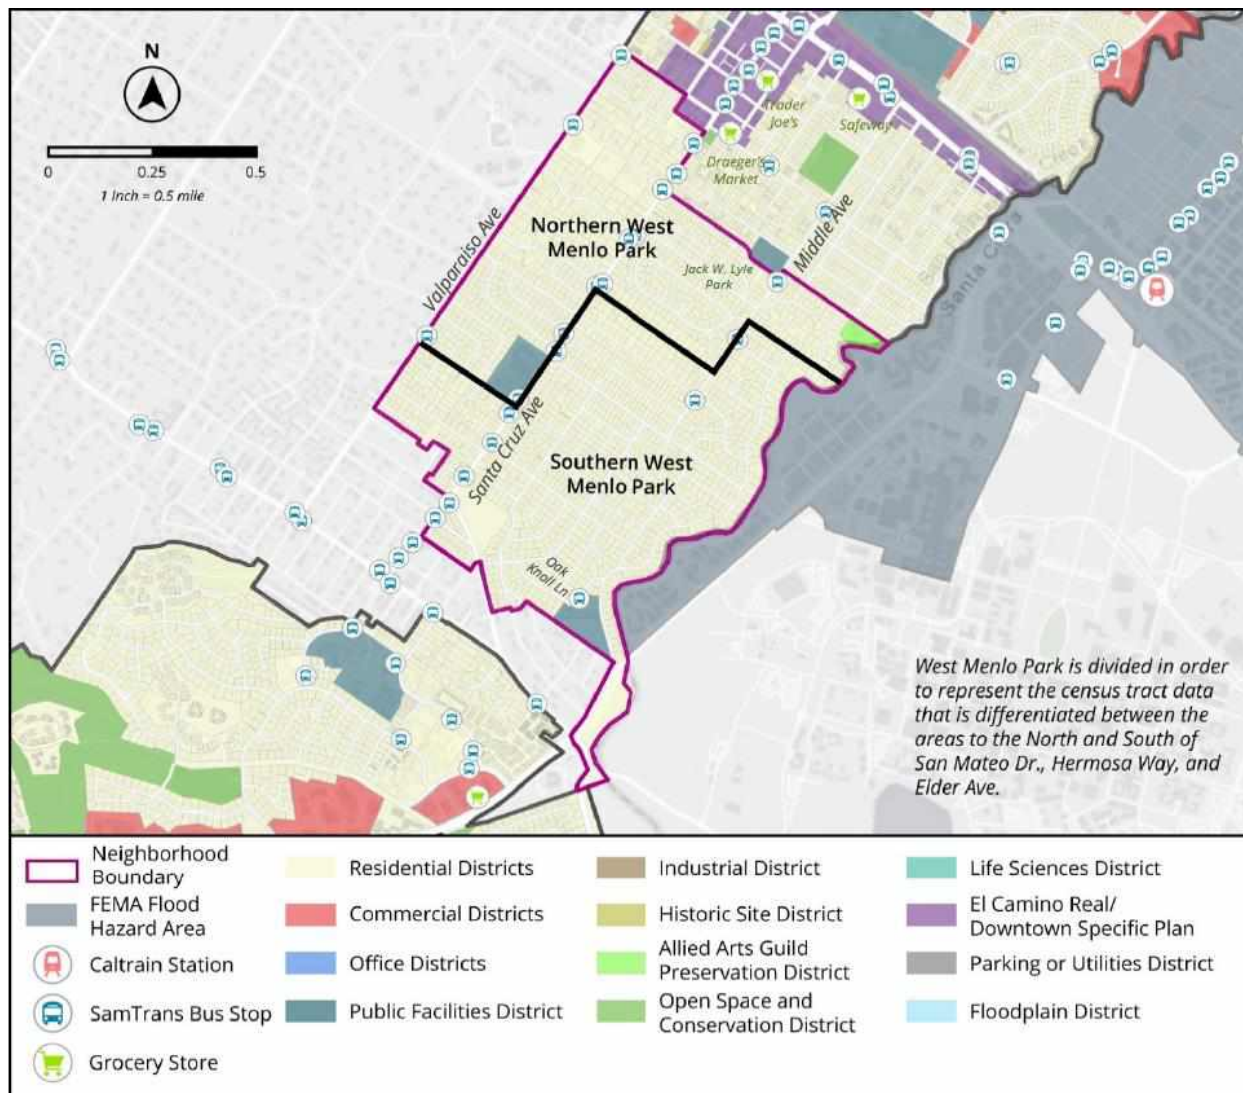 N
0 0.25 0.5
1 Inch = 0.5 mile
Trader
Joe's
Safeway
Draeger's
Market
Valparaiso Ave
Northern West
Menlo Park
Middle Ave
Jack W. Lyle
Park
Santa Cruz Ave
Southern West
Menlo Park
Oak
Knoll Ln
West Menlo Park is divided in order
to represent the census tract data
that is differentiated between the
areas to the North and South of
San Mateo Dr., Hermosa Way, and
Elder Ave.
Neighborhood
Boundary
FEMA Flood
Hazard Area
Caltrain Station
SamTrans Bus Stop
Grocery Store
Residential Districts
Commercial Districts
Office Districts
Public Facilities District
Industrial District
Historic Site District
Allied Arts Guild
Preservation District
Open Space and
Conservation District
Life Sciences District
El Camino Real/
Downtown Specific Plan
Parking or Utilities District
Floodplain District